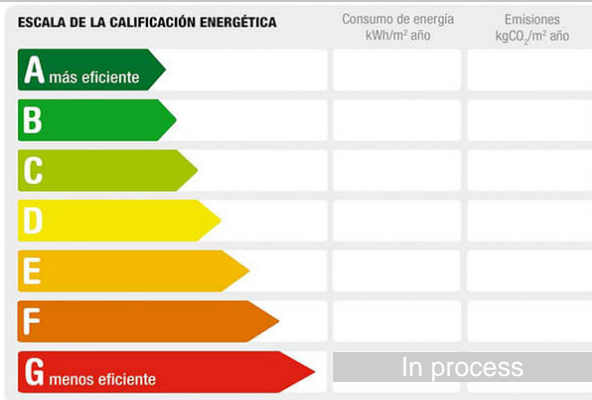 ESCALA DE LA CALIFICACIÓN ENERGÉTICA
Consumo de energía
kWh/m² año
Emisiones
kgCO₂/m² año
A más eficiente
B
C
D
E
F
G menos eficiente
In process